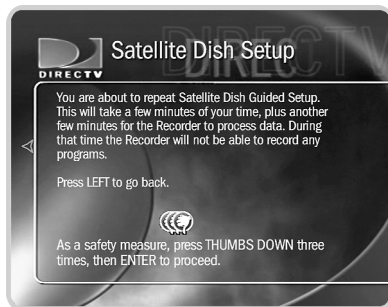 DIRECTV
Satellite Dish Setup
DIRECTV
You are about to repeat Satellite Dish Guided Setup.
This will take a few minutes of your time, plus another
few minutes for the Recorder to process data. During
that time the Recorder will not be able to record any
programs.
Press LEFT to go back.
As a safety measure, press THUMBS DOWN three
times, then ENTER to proceed.